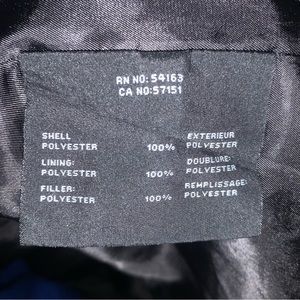 RN NO: 54163
CA NO: 57151
SHELL EXTERIEUR
POLYESTER 100% POLYESTER
LINING: DOUBLURE:
POLYESTER 100% POLYESTER
FILLER: REMPLISSAGE:
POLYESTER 100% POLYESTER